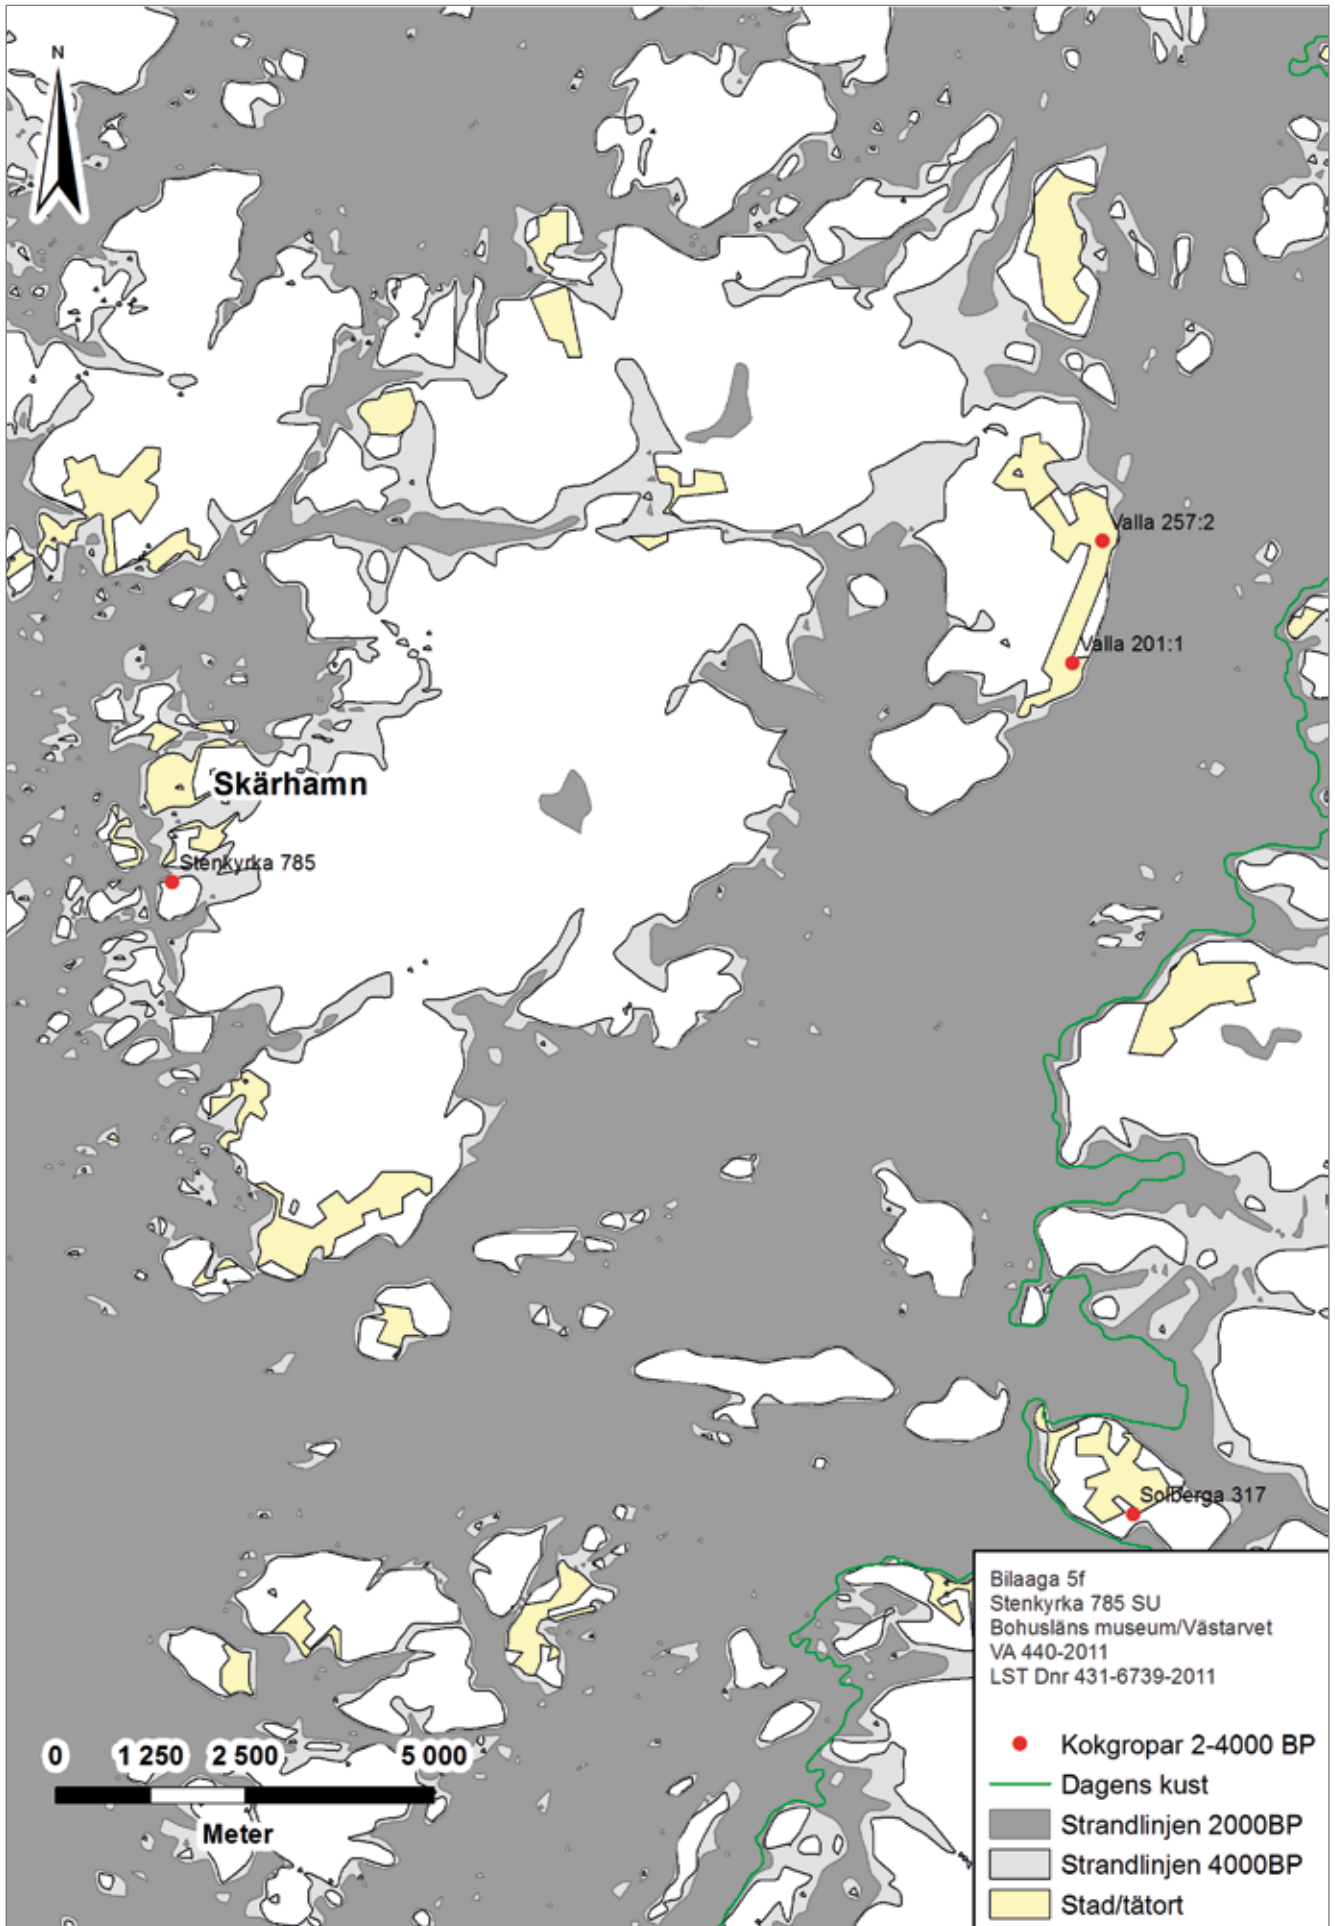 N
Valla 257:2
Valla 201:1
Skärhamn
Stenkyrka 785
Solberga 317
Bilaaga 5f
Stenkyrka 785 SU
Bohusläns museum/Västarvet
VA 440-2011
LST Dnr 431-6739-2011
0 1 250 2 500 5 000
Meter
Kokgropar 2-4000 BP
Dagens kust
Strandlinjen 2000BP
Strandlinjen 4000BP
Stad/tätort